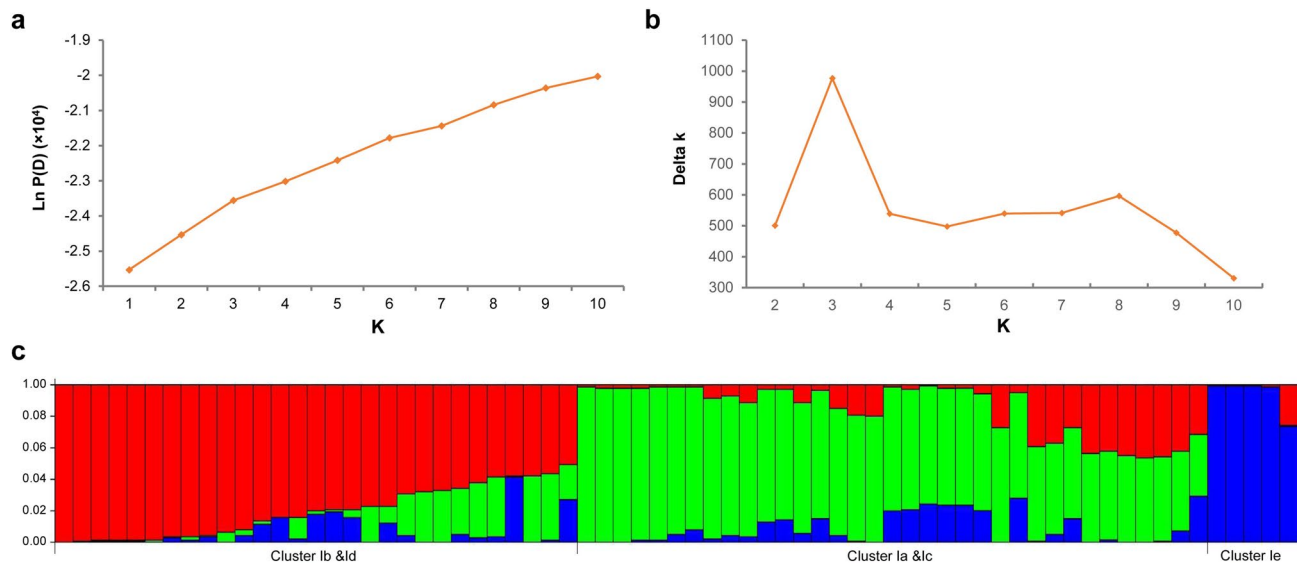 a
-1.9
-2
-2.1
-2.2
-2.3
-2.4
-2.5
-2.6
Ln P(D) (×10⁴)
1 2 3 4 5 6 7 8 9 10
K
b
1100
1000
900
800
700
600
500
400
300
Delta k
2 3 4 5 6 7 8 9 10
K
c
1.00
0.08
0.06
0.04
0.02
0.00
Cluster Ib &Id Cluster Ia &Ic Cluster Ie